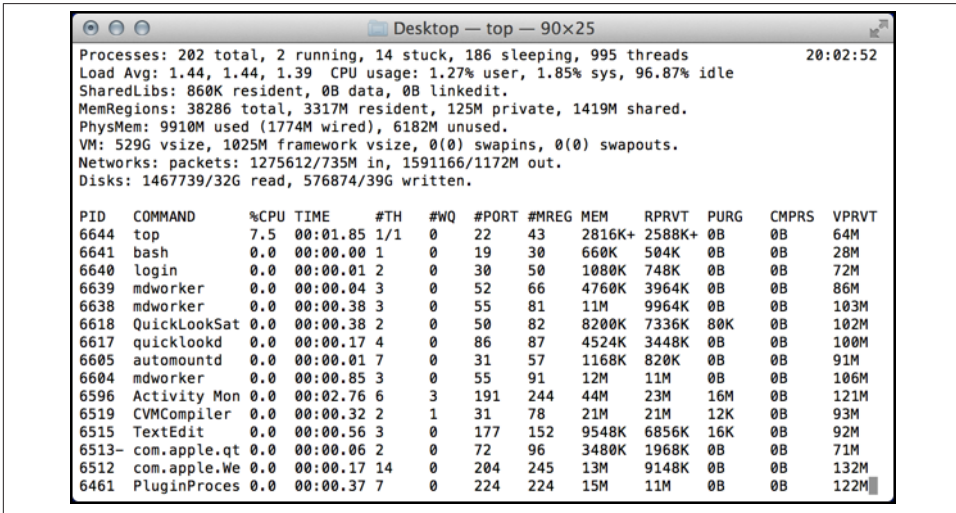 Desktop — top — 90×25
Processes: 202 total, 2 running, 14 stuck, 186 sleeping, 995 threads 20:02:52
Load Avg: 1.44, 1.44, 1.39 CPU usage: 1.27% user, 1.85% sys, 96.87% idle
SharedLibs: 860K resident, 0B data, 0B linkedit.
MemRegions: 38286 total, 3317M resident, 125M private, 1419M shared.
PhysMem: 9910M used (1774M wired), 6182M unused.
VM: 529G vsize, 1025M framework vsize, 0(0) swapins, 0(0) swapouts.
Networks: packets: 1275612/735M in, 1591166/1172M out.
Disks: 1467739/32G read, 576874/39G written.
PID COMMAND %CPU TIME #TH #WQ #PORT #MREG MEM RPRVT PURG CMPRS VPRVT
6644 top 7.5 00:01.85 1/1 0 22 43 2816K+ 2588K+ 0B 0B 64M
6641 bash 0.0 00:00.00 1 0 19 30 660K 504K 0B 0B 28M
6640 login 0.0 00:00.01 2 0 30 50 1080K 748K 0B 0B 72M
6639 mdworker 0.0 00:00.04 3 0 52 66 4760K 3964K 0B 0B 86M
6638 mdworker 0.0 00:00.38 3 0 55 81 11M 9964K 0B 0B 103M
6618 QuickLookSat 0.0 00:00.38 2 0 50 82 8200K 7336K 80K 0B 102M
6617 quicklookd 0.0 00:00.17 4 0 86 87 4524K 3448K 0B 0B 100M
6605 automountd 0.0 00:00.01 7 0 31 57 1168K 820K 0B 0B 91M
6604 mdworker 0.0 00:00.85 3 0 55 91 12M 11M 0B 0B 106M
6596 Activity Mon 0.0 00:02.76 6 3 191 244 44M 23M 16M 0B 121M
6519 CVMCompiler 0.0 00:00.32 2 1 31 78 21M 21M 12K 0B 93M
6515 TextEdit 0.0 00:00.56 3 0 177 152 9548K 6856K 16K 0B 92M
6513- com.apple.qt 0.0 00:00.06 2 0 72 96 3480K 1968K 0B 0B 71M
6512 com.apple.We 0.0 00:00.17 14 0 204 245 13M 9148K 0B 0B 132M
6461 PluginProces 0.0 00:00.37 7 0 224 224 15M 11M 0B 0B 122M